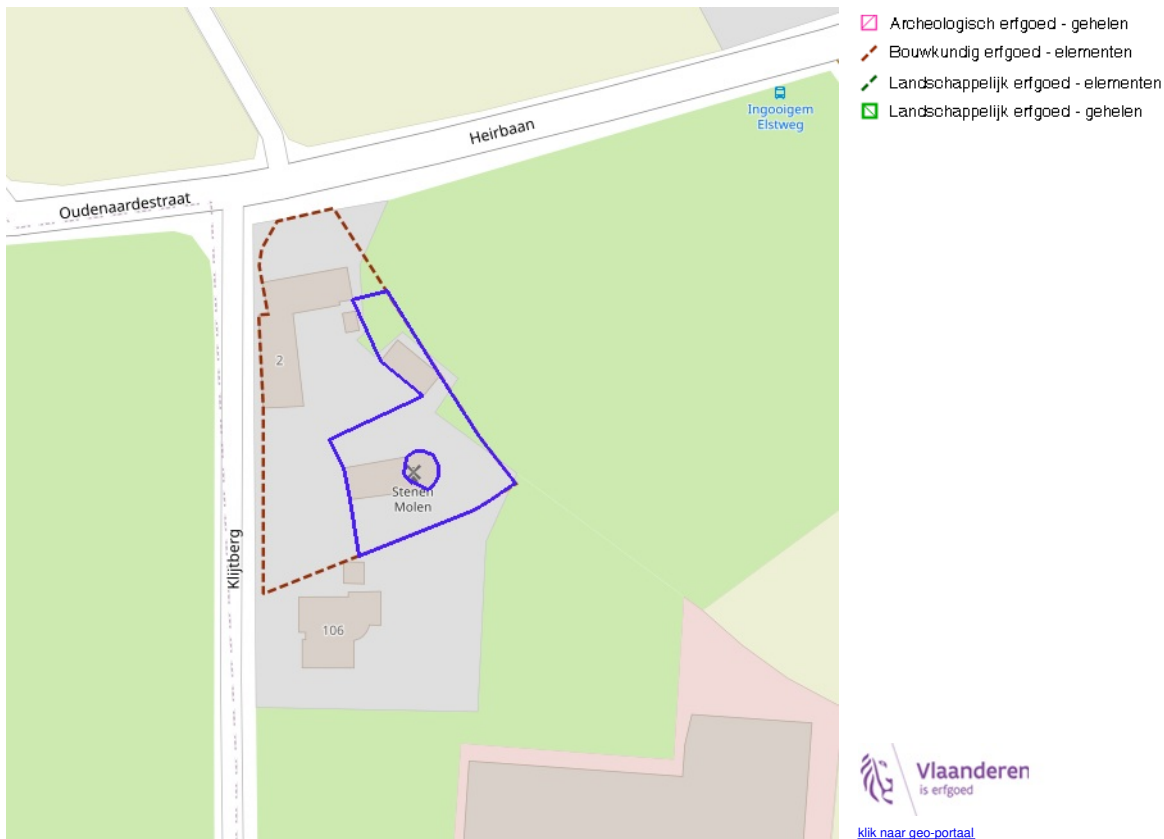 Archeologisch erfgoed - gehelen
Bouwkundig erfgoed - elementen
Landschappelijk erfgoed - elementen
Landschappelijk erfgoed - gehelen
Ingooigem
Elstweg
Heirbaan
Oudenaardestraat
2
Stenen
Molen
Klijtberg
106
Vlaanderen
is erfgoed
klik naar geo-portaal